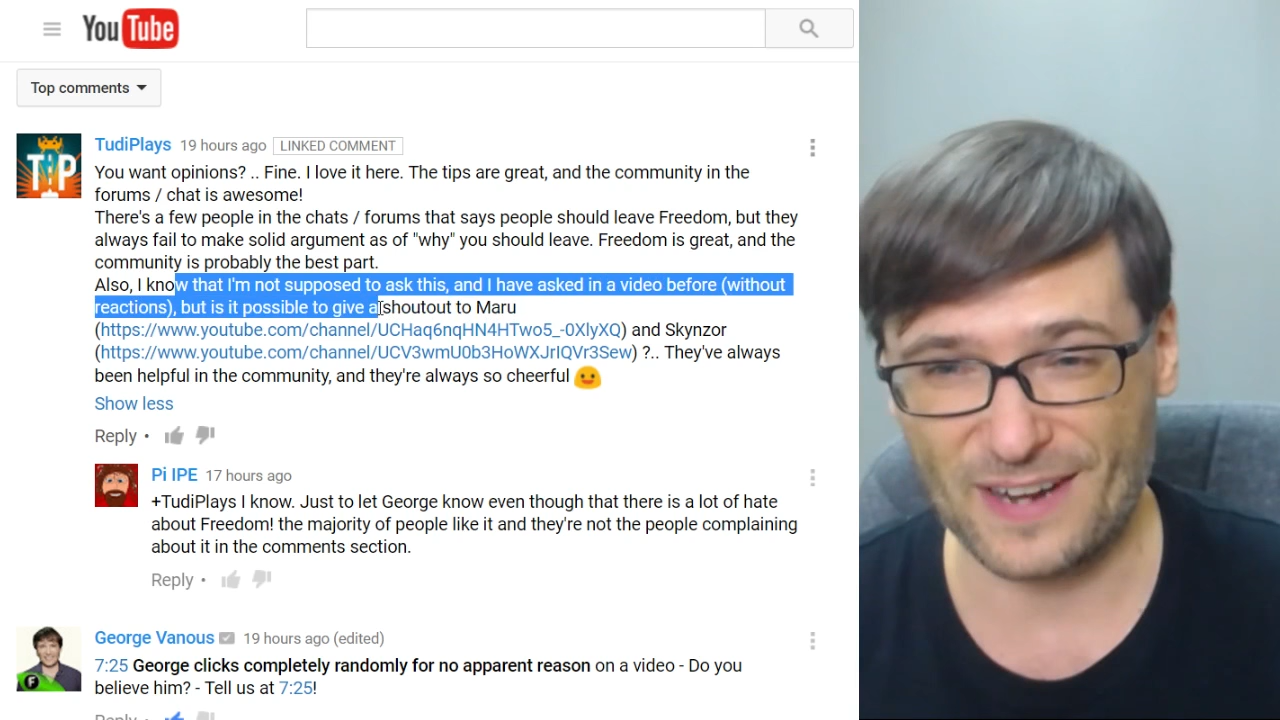 YouTube
Top comments
TudiPlays 19 hours ago LINKED COMMENT
You want opinions? .. Fine. I love it here. The tips are great, and the community in the
forums / chat is awesome!
There's a few people in the chats / forums that says people should leave Freedom, but they
always fail to make solid argument as of "why" you should leave. Freedom is great, and the
community is probably the best part.
Also, I know that I'm not supposed to ask this, and I have asked in a video before (without
reactions), but is it possible to give a shoutout to Maru
(https://www.youtube.com/channel/UCHaq6nqHN4HTwo5_-0XlyXQ) and Skynzor
(https://www.youtube.com/channel/UCV3wmU0b3HoWXJrIQVr3Sew) ?.. They've always
been helpful in the community, and they're always so cheerful
Show less
Reply •
Pi IPE 17 hours ago
+TudiPlays I know. Just to let George know even though that there is a lot of hate
about Freedom! the majority of people like it and they're not the people complaining
about it in the comments section.
Reply •
George Vanous 19 hours ago (edited)
7:25 George clicks completely randomly for no apparent reason on a video - Do you
believe him? - Tell us at 7:25!
Reply •
TIP
F